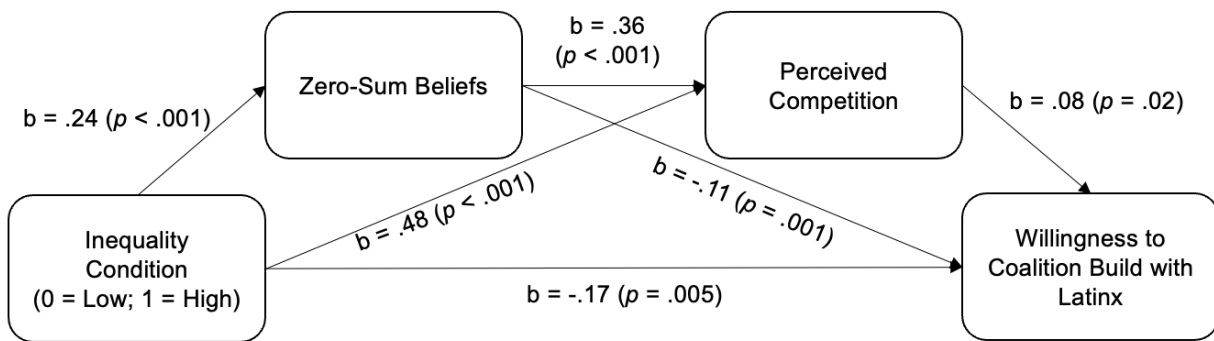 b = .36
(p < .001)
Zero-Sum Beliefs
Perceived
Competition
b = .24 (p < .001)
b = .08 (p = .02)
b = .48 (p < .001)
b = -.11 (p = .001)
Inequality
Condition
(0 = Low; 1 = High)
Willingness to
Coalition Build with
Latinx
b = -.17 (p = .005)